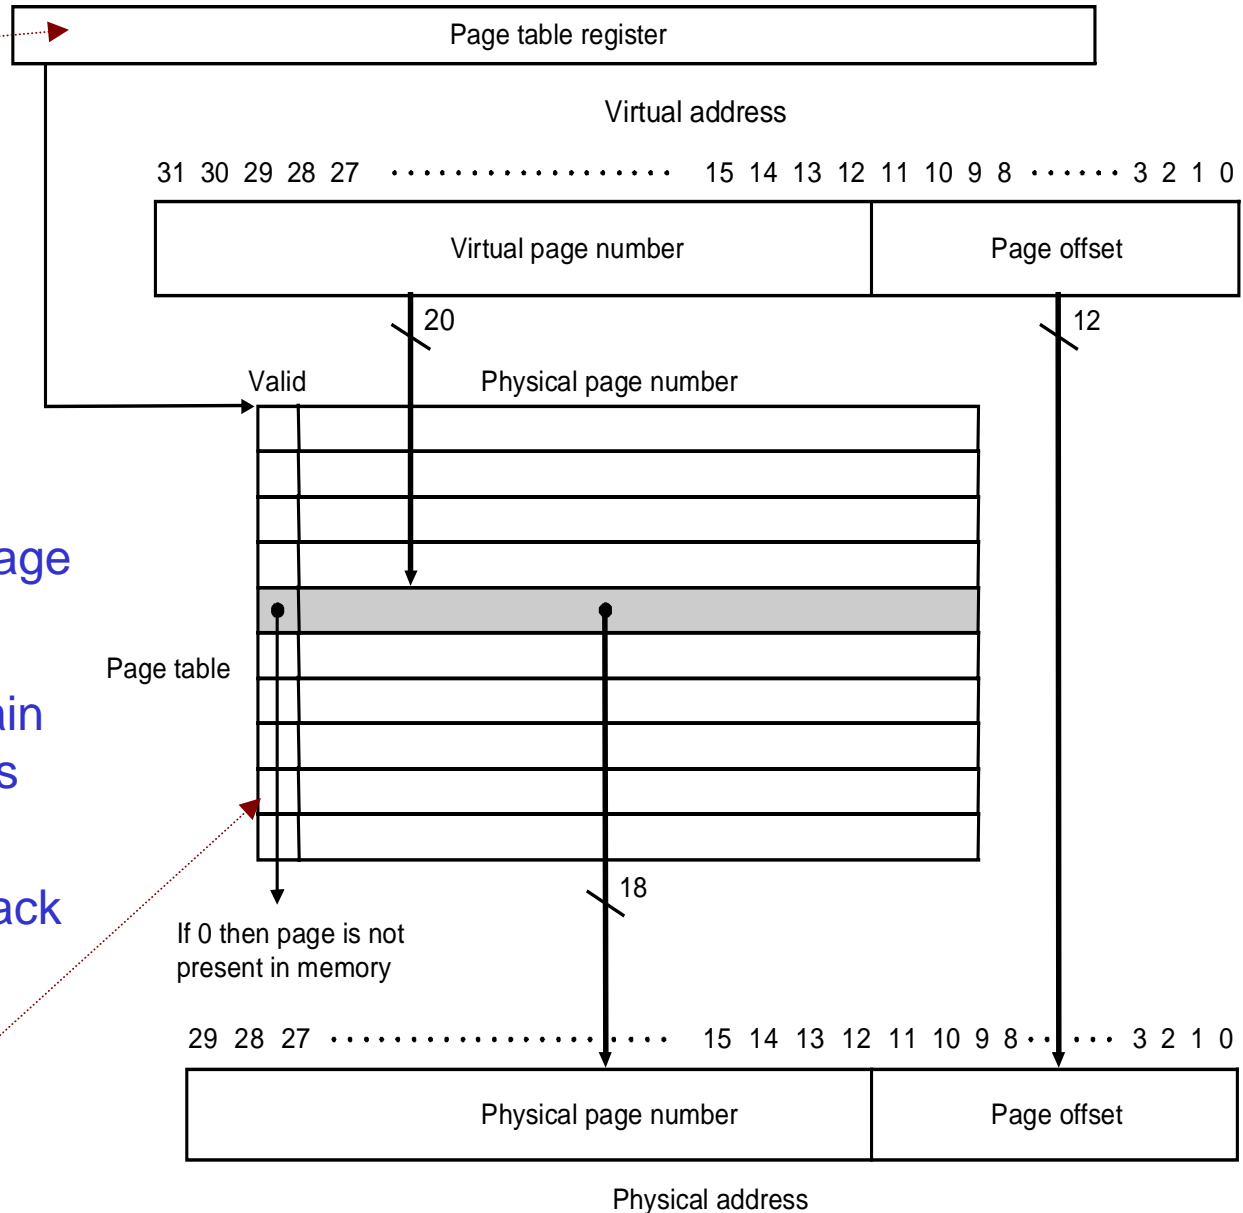 Page table register
Virtual address
31 30 29 28 27 .................. 15 14 13 12 11 10 9 8 ...... 3 2 1 0
Virtual page number Page offset
20 12
Valid Physical page number
Page table
18
If 0 then page is not
present in memory
29 28 27 ...................... 15 14 13 12 11 10 9 8 ...... 3 2 1 0
Physical page number Page offset
Physical address